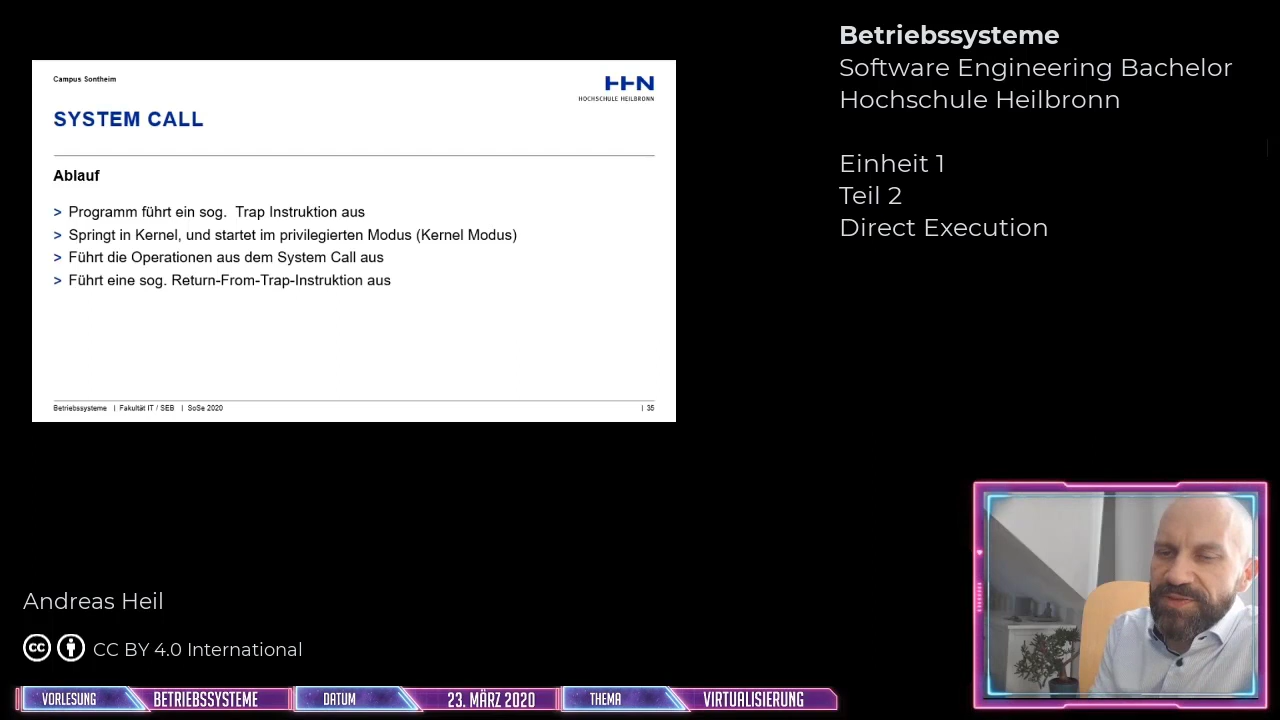 Campus Sontheim
HHN
HOCHSCHULE HEILBRONN
SYSTEM CALL
Ablauf
> Programm führt ein sog.  Trap Instruktion aus
> Springt in Kernel, und startet im privilegierten Modus (Kernel Modus)
> Führt die Operationen aus dem System Call aus
> Führt eine sog. Return-From-Trap-Instruktion aus
Betriebssysteme | Fakultät IT / SEB | SoSe 2020 | 35
Betriebssysteme
Software Engineering Bachelor
Hochschule Heilbronn
Einheit 1
Teil 2
Direct Execution
Andreas Heil
cc CC BY 4.0 International
VORLESUNG BETRIEBSSYSTEME DATUM 23. MÄRZ 2020 THEMA VIRTUALISIERUNG